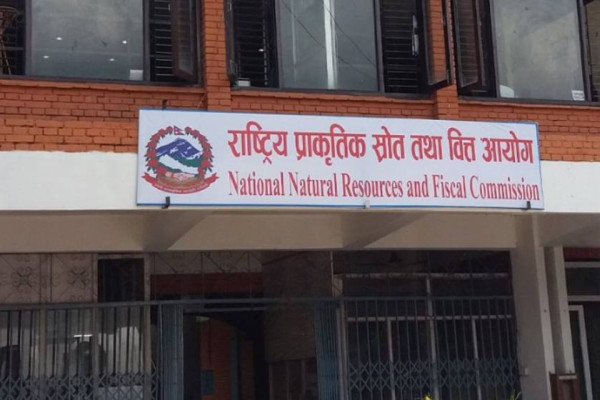 राष्ट्रिय प्राकृतिक स्रोत तथा वित्त आयोग
National Natural Resources and Fiscal Commission